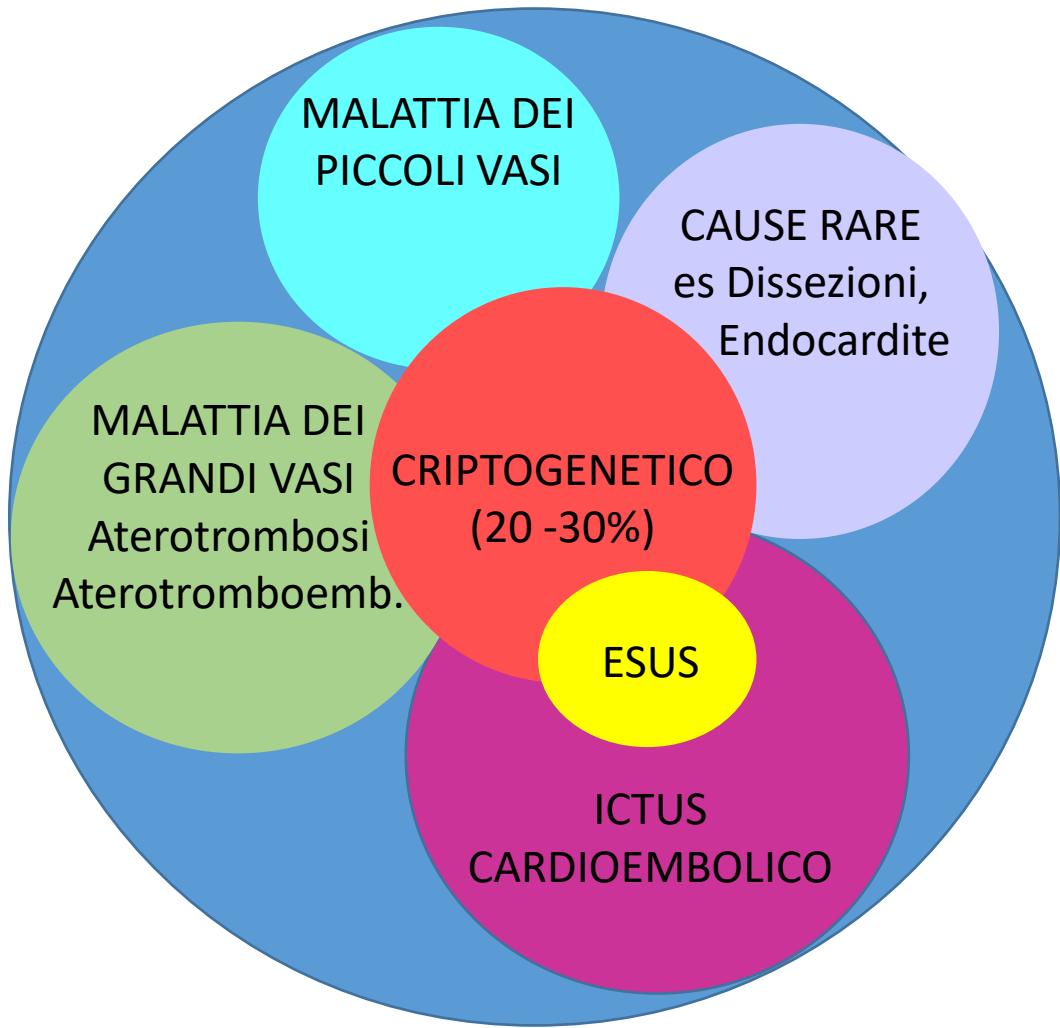 MALATTIA DEI
PICCOLI VASI
CAUSE RARE
es Dissezioni,
Endocardite
MALATTIA DEI
GRANDI VASI
Aterotrombosi
Aterotromboemb.
CRIPTOGENETICO
(20 -30%)
ESUS
ICTUS
CARDIOEMBOLICO